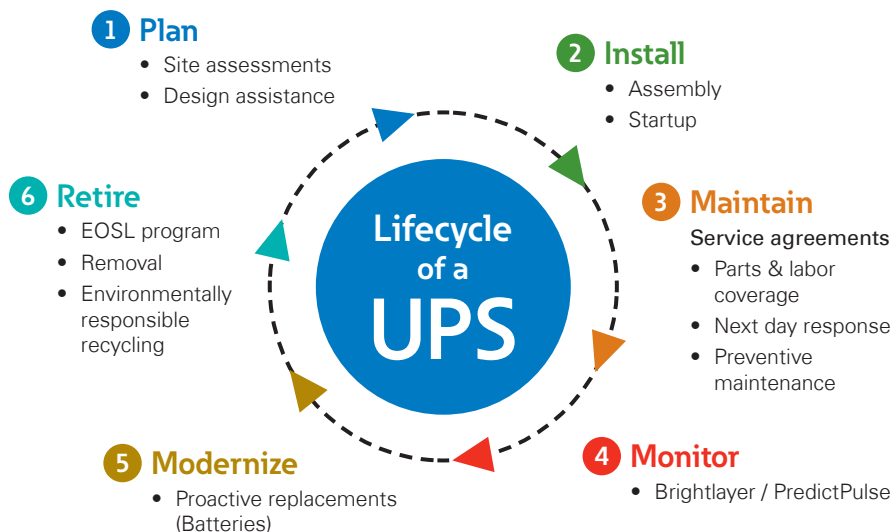 1 Plan
• Site assessments
• Design assistance
2 Install
• Assembly
• Startup
3 Maintain
Service agreements
• Parts & labor
coverage
• Next day response
• Preventive
maintenance
4 Monitor
• Brightlayer / PredictPulse
5 Modernize
• Proactive replacements
(Batteries)
6 Retire
• EOSL program
• Removal
• Environmentally
responsible
recycling
Lifecycle
of a
UPS